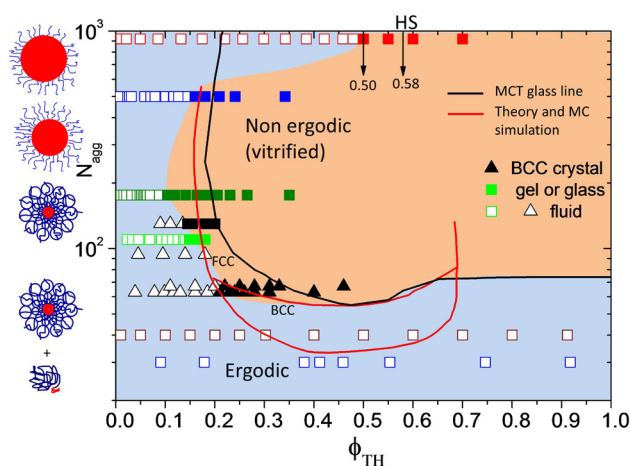 HS
10³
0.50
0.58
MCT glass line
Theory and MC
simulation
Non ergodic
(vitrified)
BCC crystal
gel or glass
fluid
N_agg
10²
FCC
BCC
+
Ergodic
0.0 0.1 0.2 0.3 0.4 0.5 0.6 0.7 0.8 0.9 1.0
ϕ_TH